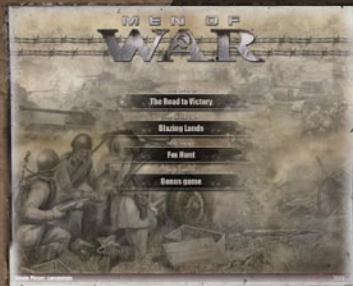 MEN OF
WAR
The Road to Victory
Blazing Lands
Fox Hunt
Bonus game